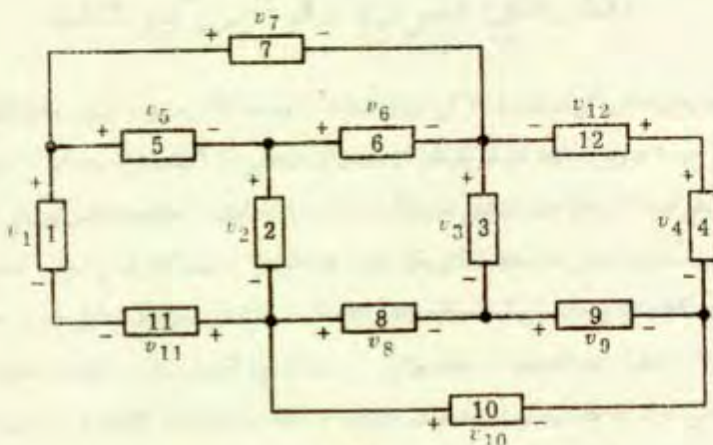 v7
+ 7 −
v5 v6 v12
+ 5 − + 6 − − 12 +
+ + + +
v1 1 v2 2 v3 3 v4 4
− − − −
− 11 + + 8 − + 9 −
v11 v8 v9
+ 10 −
v10